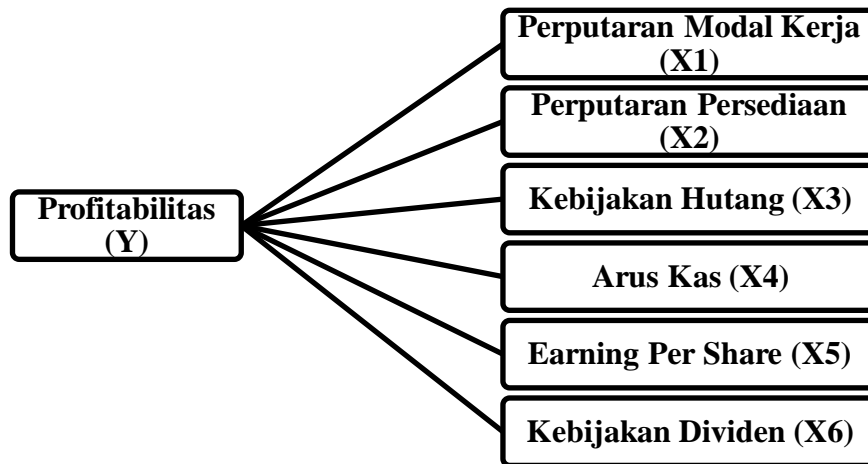 Profitabilitas
(Y)
Perputaran Modal Kerja
(X1)
Perputaran Persediaan
(X2)
Kebijakan Hutang (X3)
Arus Kas (X4)
Earning Per Share (X5)
Kebijakan Dividen (X6)